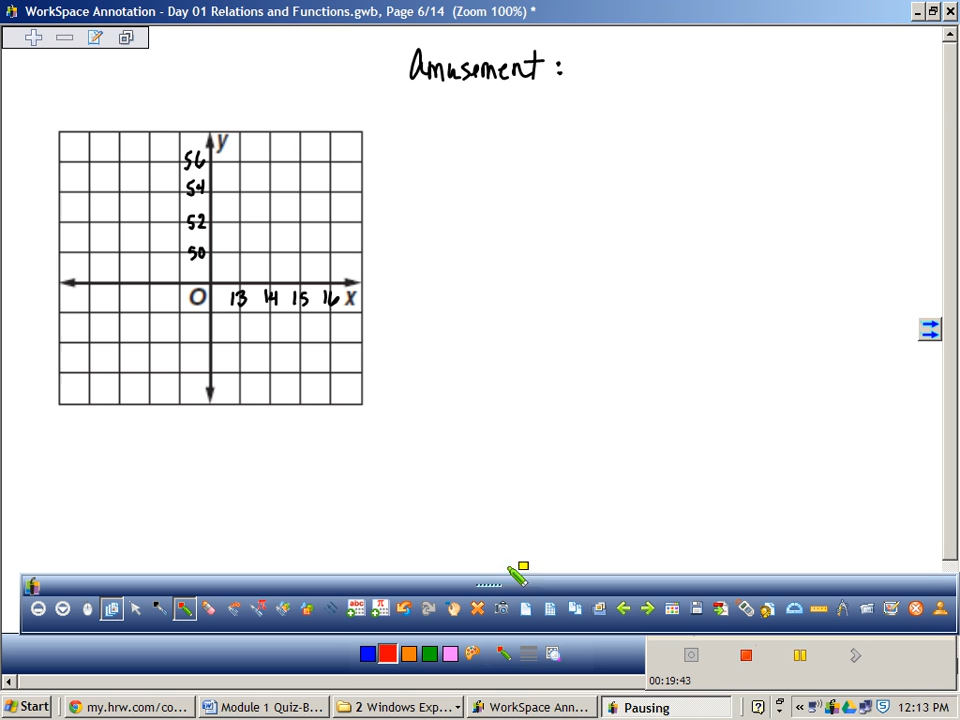 WorkSpace Annotation - Day 01 Relations and Functions.gwb, Page 6/14 (Zoom 100%) *
Amusement :
y
56
54
52
50
O 13 14 15 16 x
abc π
00:19:43
Start my.hrw.com/co... Module 1 Quiz-B... 2 Windows Exp... WorkSpace Ann... Pausing ? « 12:13 PM